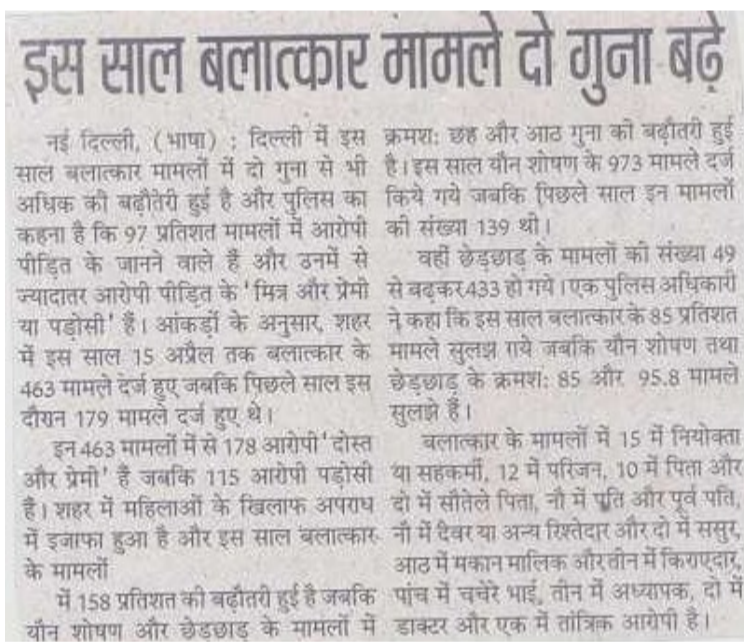 इस साल बलात्कार मामले दो गुना बढ़े
नई दिल्ली, (भाषा) : दिल्ली में इस
साल बलात्कार मामलों में दो गुना से भी
अधिक की बढ़ौतेरी हुई है और पुलिस का
कहना है कि 97 प्रतिशत मामलों में आरोपी
पीड़ित के जानने वाले हैं और उनमें से
ज्यादातर आरोपी पीड़ित के 'मित्र और प्रेमी
या पड़ोसी' हैं। आंकड़ों के अनुसार, शहर
में इस साल 15 अप्रैल तक बलात्कार के
463 मामले दर्ज हुए जबकि पिछले साल इस
दौरान 179 मामले दर्ज हुए थे।
इन 463 मामलों में से 178 आरोपी 'दोस्त
और प्रेमी' हैं जबकि 115 आरोपी पड़ोसी
हैं। शहर में महिलाओं के खिलाफ अपराध
में इजाफा हुआ है और इस साल बलात्कार
के मामलों
में 158 प्रतिशत की बढ़ौतरी हुई है जबकि
यौन शोषण और छेडछाड़ के मामलों में
क्रमश: छह और आठ गुना की बढ़ौतरी हुई
है। इस साल यौन शोषण के 973 मामले दर्ज
किये गये जबकि पिछले साल इन मामलों
की संख्या 139 थी।
वहीं छेड़छाड़ के मामलों की संख्या 49
से बढ़कर 433 हो गये। एक पुलिस अधिकारी
ने कहा कि इस साल बलात्कार के 85 प्रतिशत
मामले सुलझ गये जबकि यौन शोषण तथा
छेड़छाड़ के क्रमश: 85 और 95.8 मामले
सुलझे हैं।
बलात्कार के मामलों में 15 में नियोक्ता
या सहकर्मी, 12 में परिजन, 10 में पिता और
दो में सौतेले पिता, नौ में पति और पूर्व पति,
नौ में देवर या अन्य रिश्तेदार और दो में ससुर,
आठ में मकान मालिक और तीन में किराएदार,
पांच में चचेरे भाई, तीन में अध्यापक, दो में
डाक्टर और एक में तांत्रिक आरोपी है।